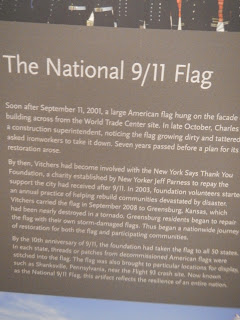 The National 9/11 Flag
Soon after September 11, 2001, a large American flag hung on the facade
building across from the World Trade Center site. In late October, Charles
a construction superintendent, noticing the flag growing dirty and tattered
asked ironworkers to take it down. Seven years passed before a plan for its
restoration arose.
By then, Vitchers had become involved with the New York Says Thank You
Foundation, a charity established by New Yorker Jeff Parness to repay the
support the city had received after 9/11. In 2003, Foundation volunteers started
an annual practice of helping rebuild communities devastated by disaster.
Vitchers carried the flag in September 2008 to Greensburg, Kansas, which
had been nearly destroyed in a tornado. Greensburg residents began to repair
the flag with their own storm-damaged flags. Thus began a nationwide journey
of restoration for both the flag and participating communities.
By the 10th anniversary of 9/11, the foundation had taken the flag to all 50 states.
In each state, threads or patches from decommissioned American flags were
stitched into the flag. The flag was also brought to particular locations for display,
such as Shanksville, Pennsylvania, near the Flight 93 crash site. Now known
as the National 9/11 Flag, this artifact reflects the resilience of an entire nation.